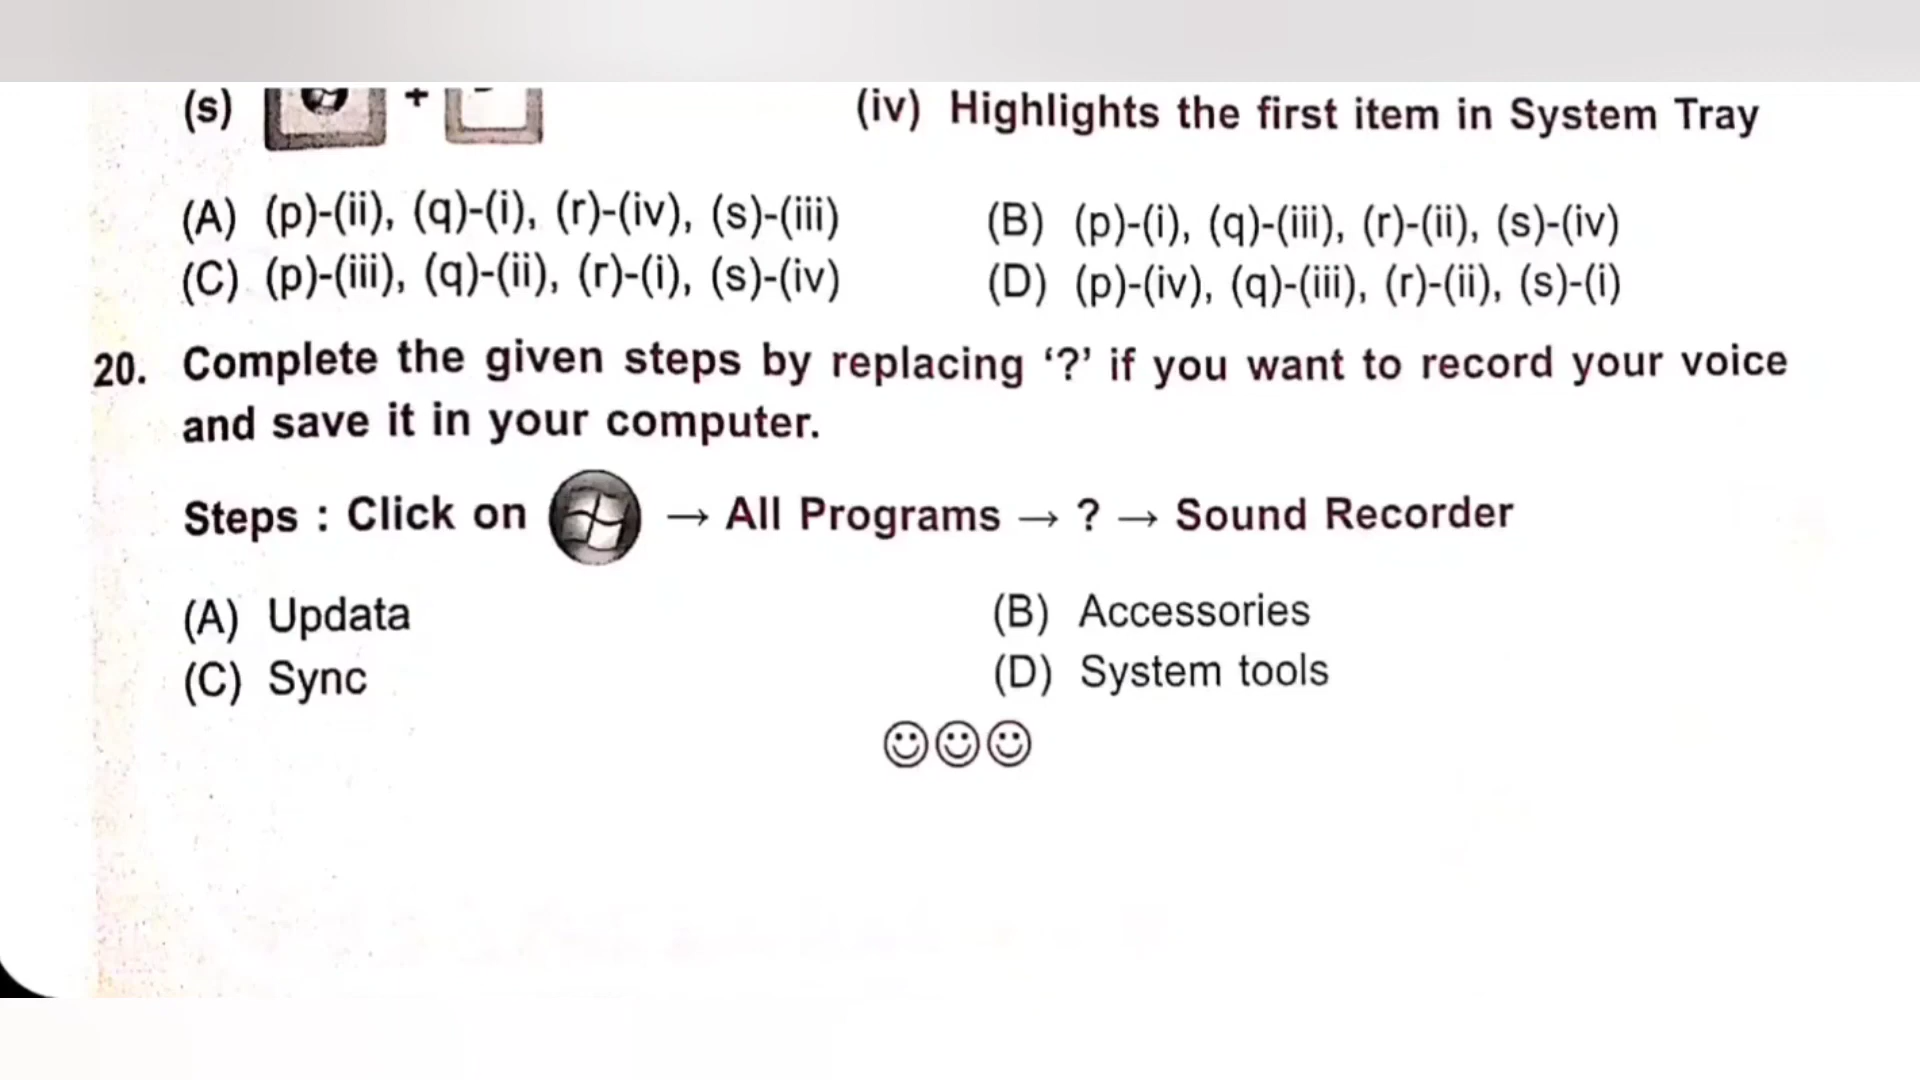 (s) + (iv) Highlights the first item in System Tray
(A) (p)-(ii), (q)-(i), (r)-(iv), (s)-(iii) (B) (p)-(i), (q)-(iii), (r)-(ii), (s)-(iv)
(C) (p)-(iii), (q)-(ii), (r)-(i), (s)-(iv) (D) (p)-(iv), (q)-(iii), (r)-(ii), (s)-(i)
20. Complete the given steps by replacing ‘?’ if you want to record your voice
and save it in your computer.
Steps : Click on → All Programs → ? → Sound Recorder
(A) Updata (B) Accessories
(C) Sync (D) System tools